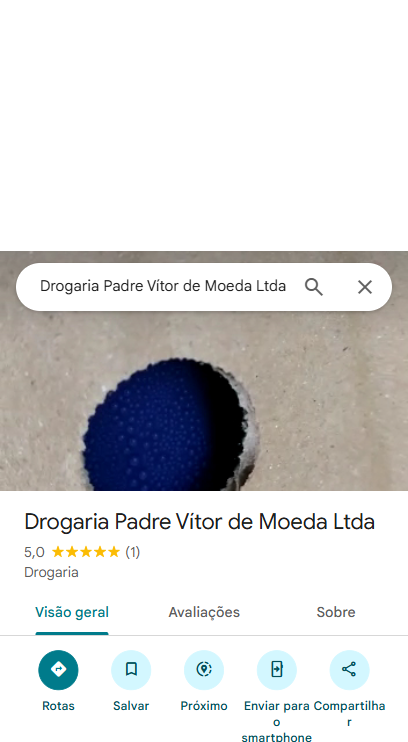 Drogaria Padre Vítor de Moeda Ltda
Drogaria Padre Vítor de Moeda Ltda
5,0 (1)
Drogaria
Visão geral Avaliações Sobre
Rotas Salvar Próximo Enviar para o smartphone Compartilhar